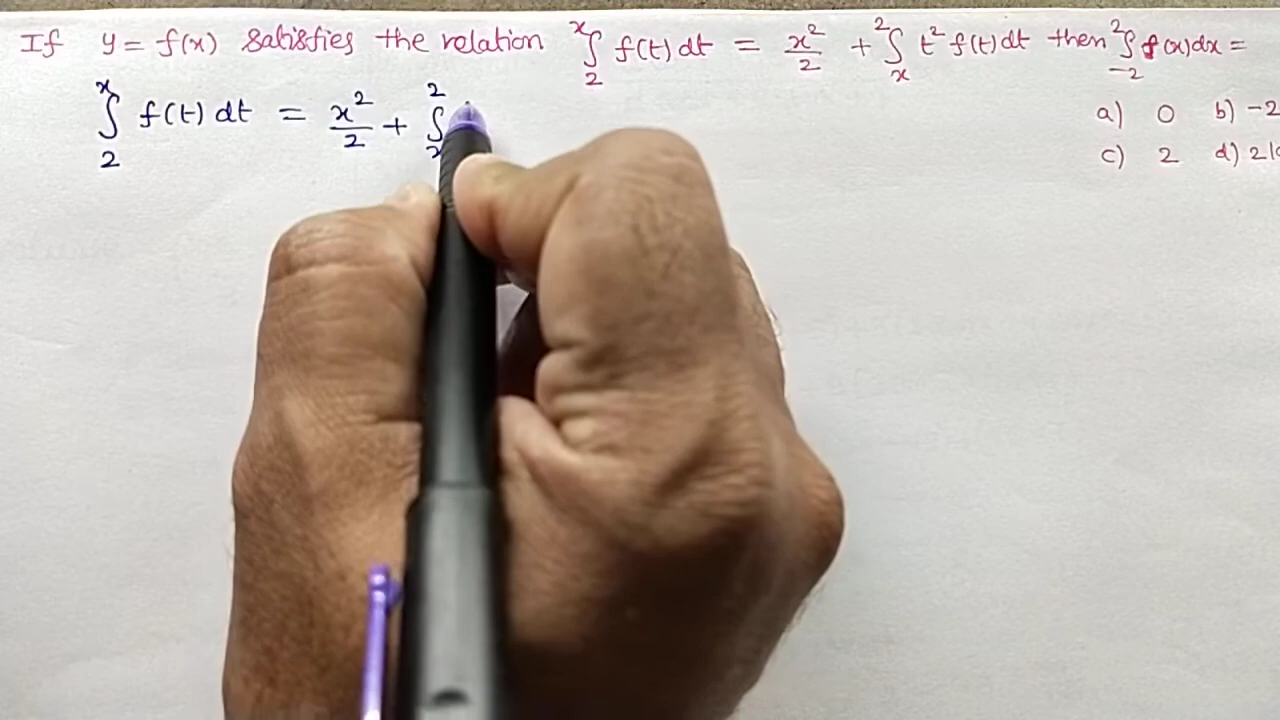 If y = f(x) satisfies the relation ∫₂ˣ f(t) dt = x²/2 + ∫ₓ² t² f(t) dt then ∫₋₂² f(x) dx =
a) 0 b) -2
c) 2 d)
∫₂ˣ f(t) dt = x²/2 + ∫ₓ²